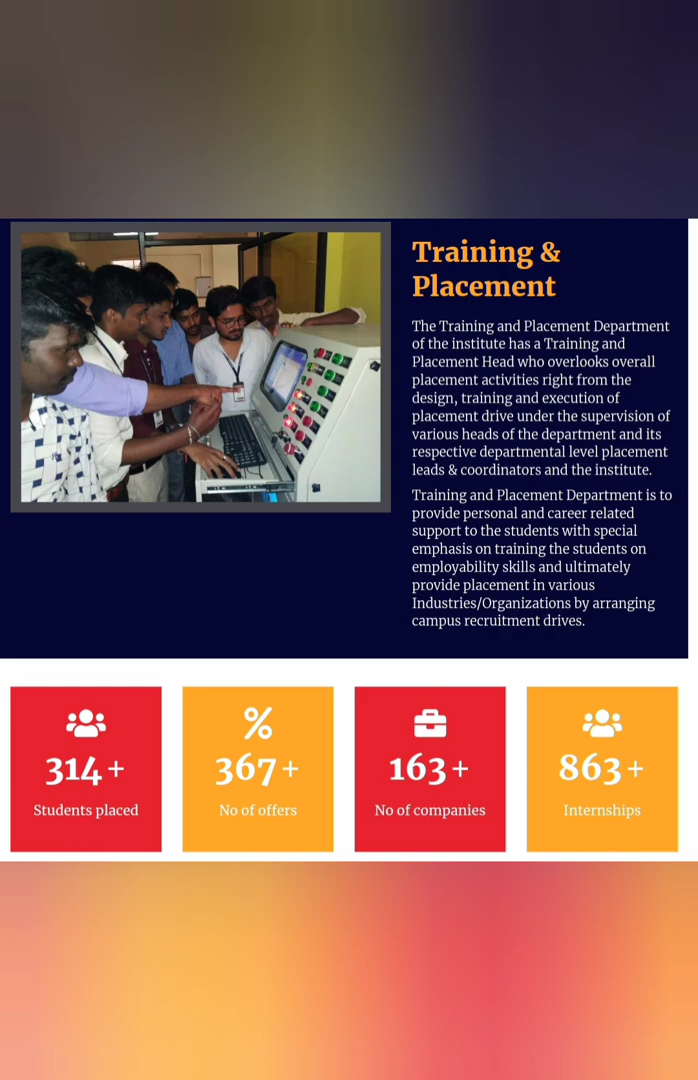 Training &
Placement
The Training and Placement Department
of the institute has a Training and
Placement Head who overlooks overall
placement activities right from the
design, training and execution of
placement drive under the supervision of
various heads of the department and its
respective departmental level placement
leads & coordinators and the institute.
Training and Placement Department is to
provide personal and career related
support to the students with special
emphasis on training the students on
employability skills and ultimately
provide placement in various
Industries/Organizations by arranging
campus recruitment drives.
314+
Students placed
%
367+
No of offers
163+
No of companies
863+
Internships